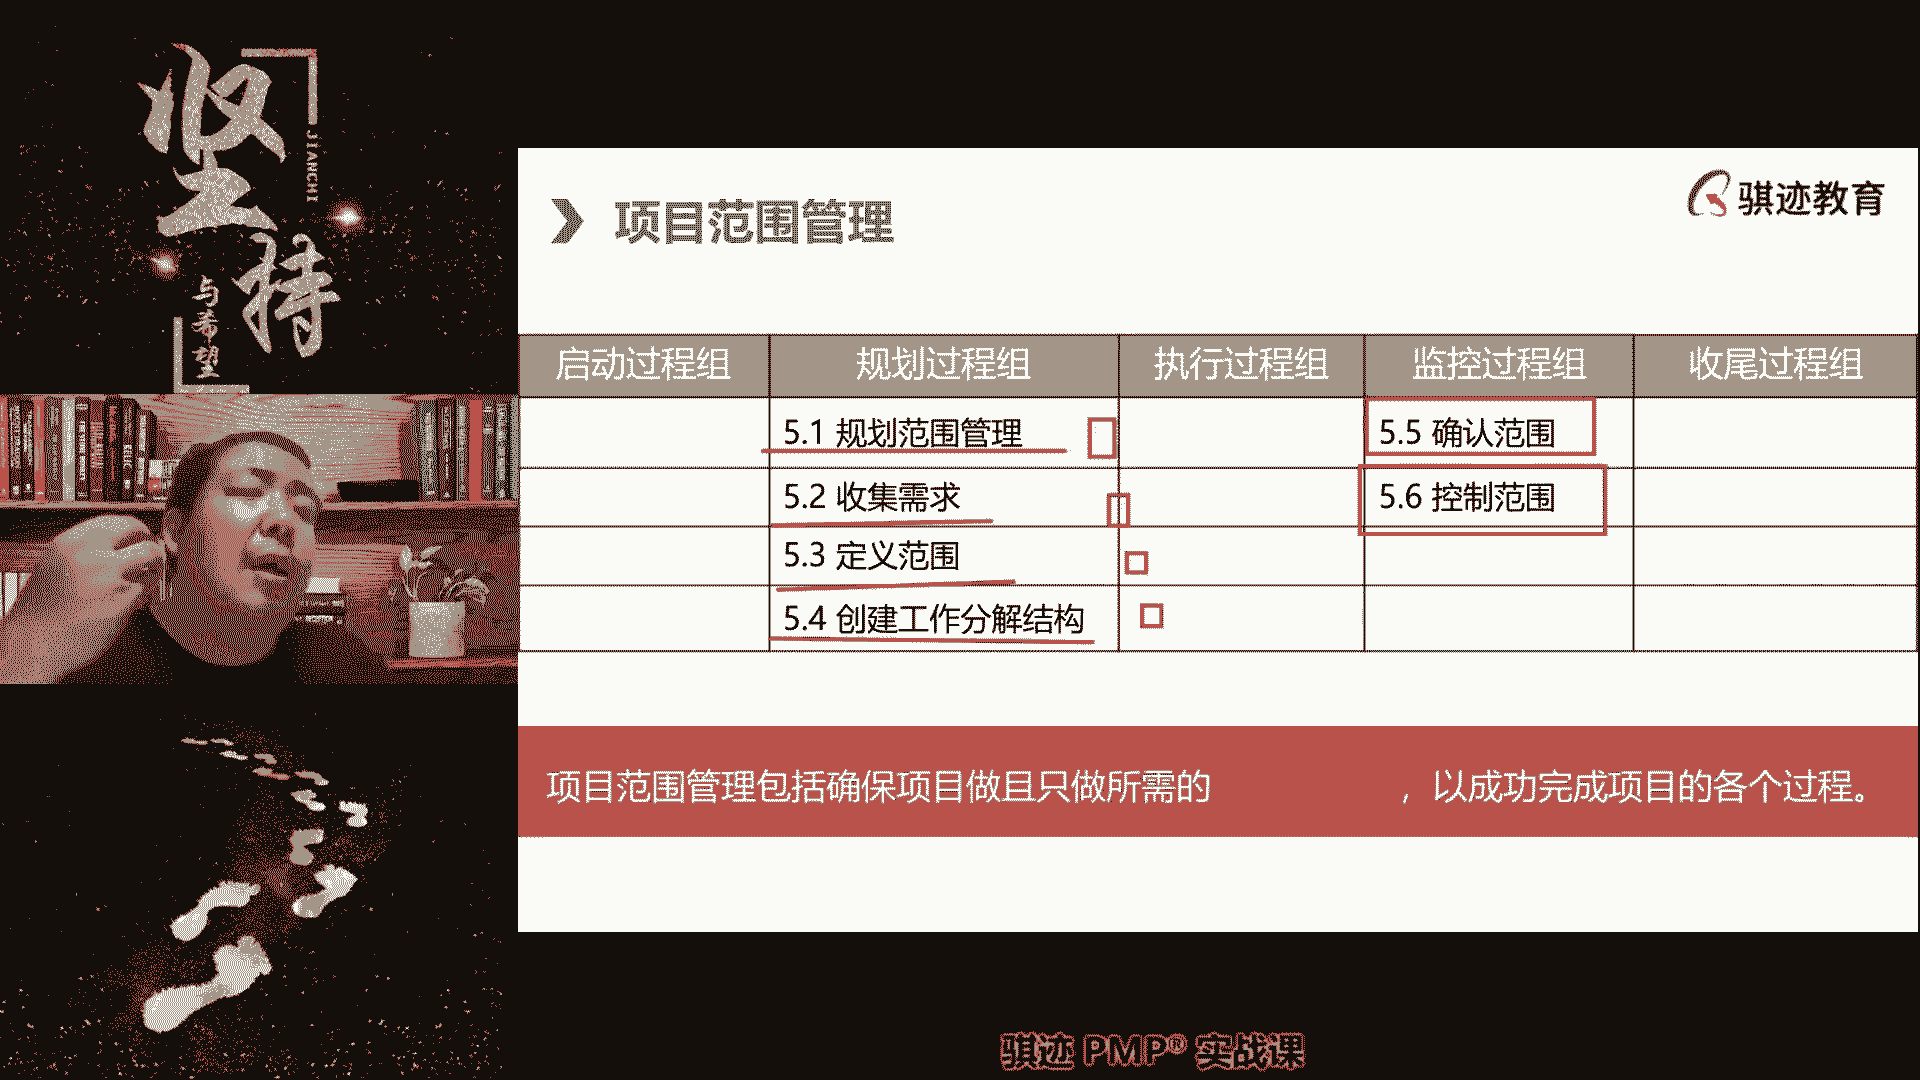 坚持
JIANCHI
与希望
项目范围管理
骐迹教育
启动过程组 规划过程组 执行过程组 监控过程组 收尾过程组
5.1 规划范围管理 5.5 确认范围
5.2 收集需求 5.6 控制范围
5.3 定义范围
5.4 创建工作分解结构
项目范围管理包括确保项目做且只做所需的 ，以成功完成项目的各个过程。
骐迹 PMP® 实战课